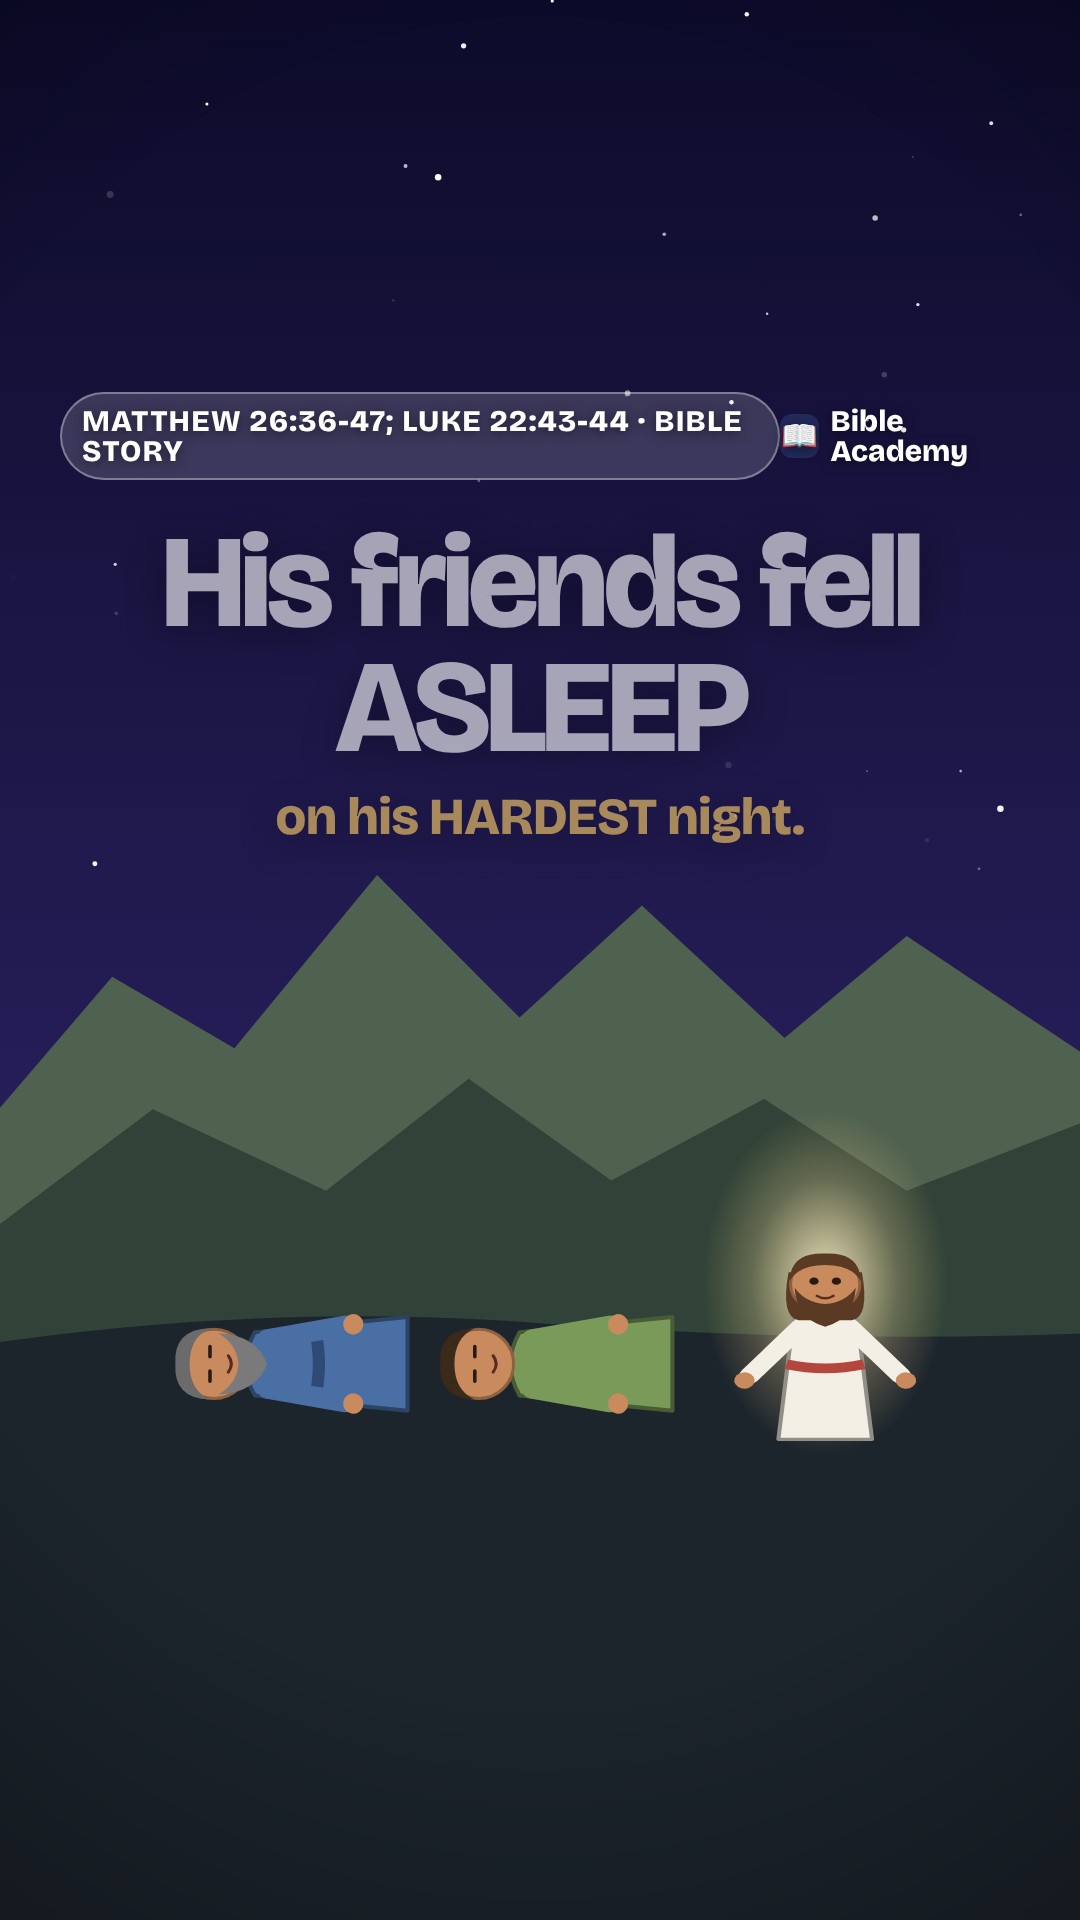 MATTHEW 26:36-47; LUKE 22:43-44 · BIBLE
STORY
Bible
Academy
His friends fell
ASLEEP
on his HARDEST night.